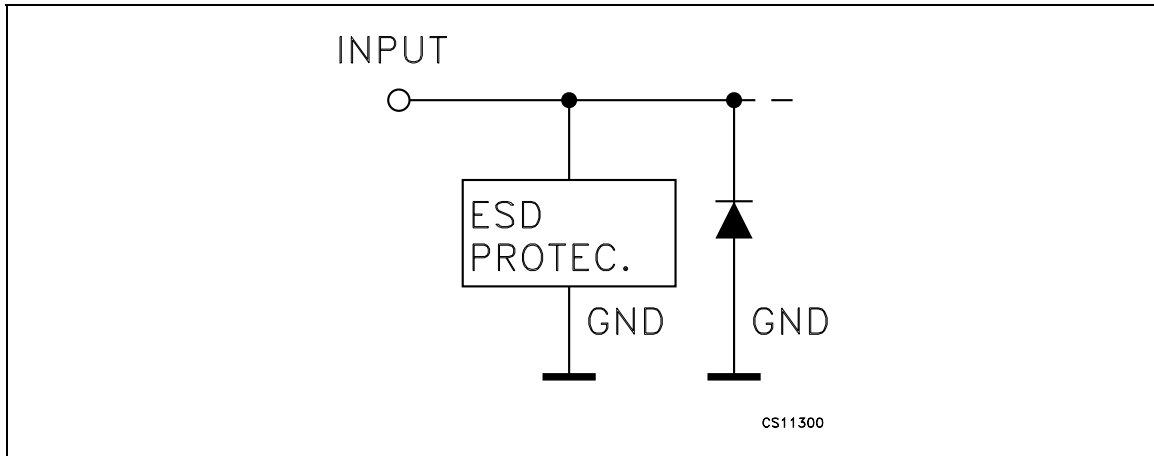 INPUT
ESD
PROTEC.
GND
GND
CS11300